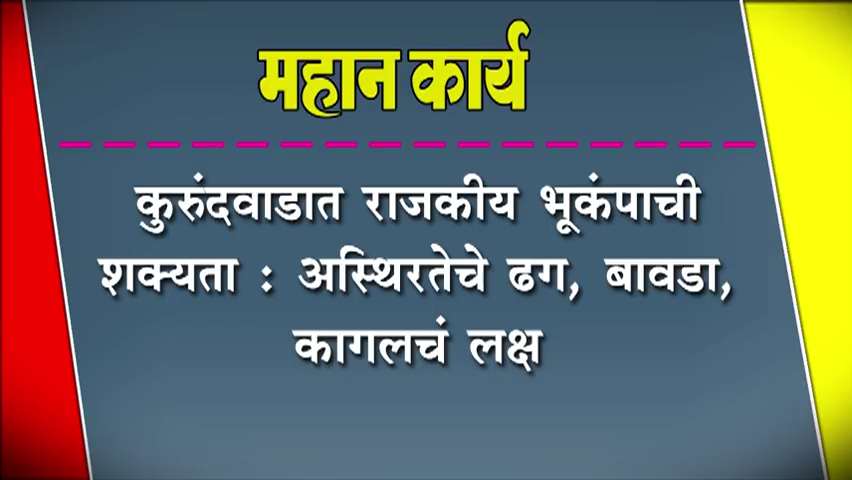 महान कार्य
कुरुंदवाडात राजकीय भूकंपाची
शक्यता : अस्थिरतेचे ढग, बावडा,
कागलचं लक्ष